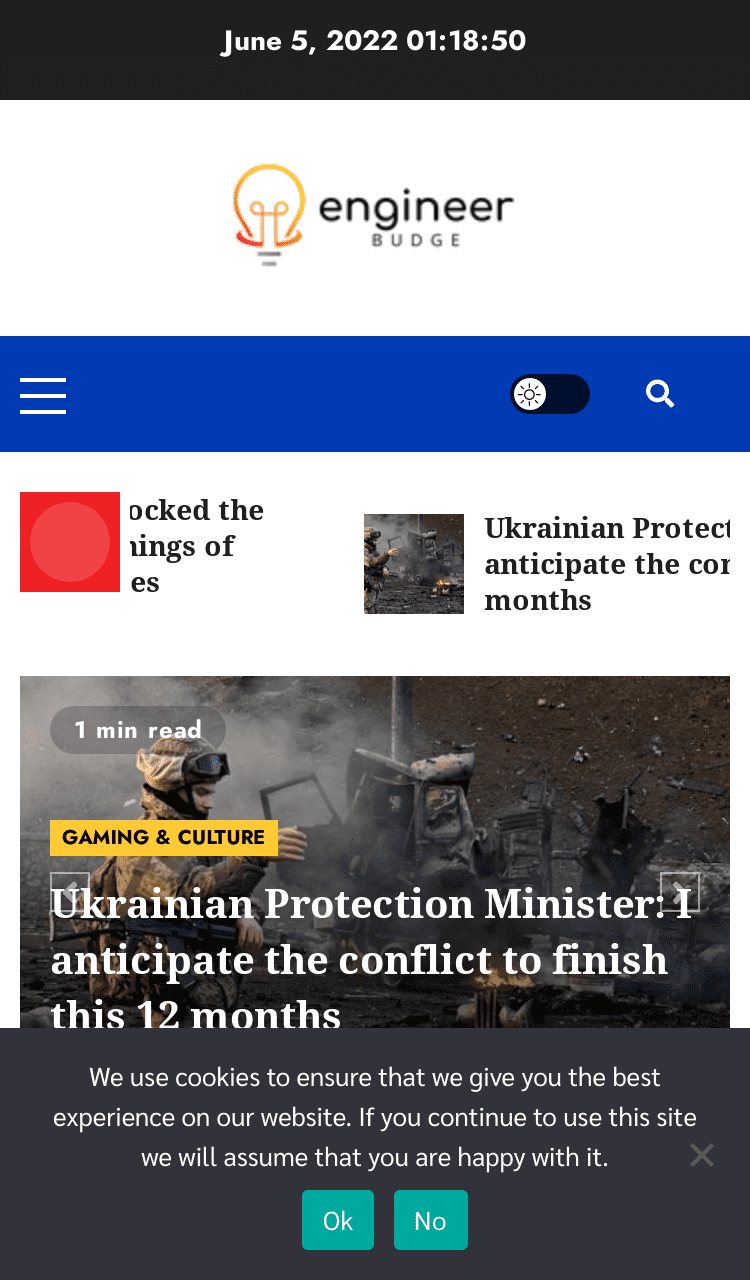 June 5, 2022 01:18:50
engineer
BUDGE
ocked the
nings of
es
Ukrainian Protect
anticipate the con
months
1 min read
GAMING & CULTURE
Ukrainian Protection Minister: I
anticipate the conflict to finish
this 12 months
We use cookies to ensure that we give you the best
experience on our website. If you continue to use this site
we will assume that you are happy with it.
Ok No